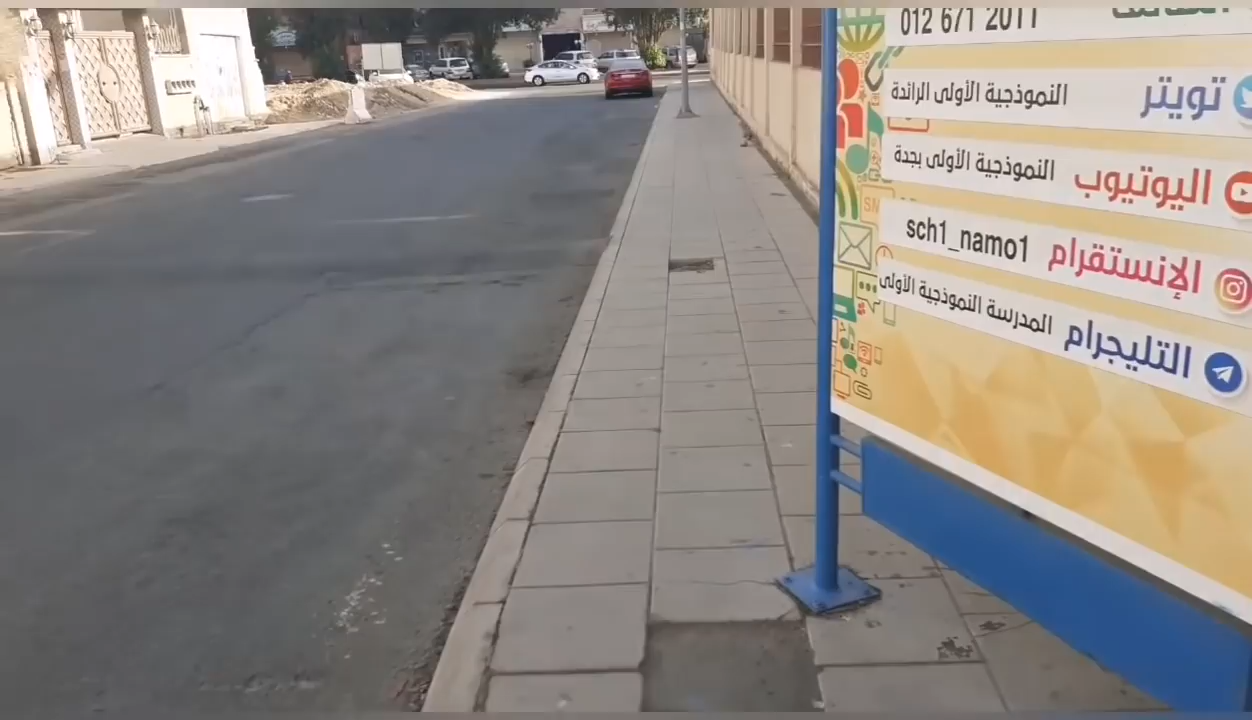 012 671 2011
تويتر النموذجية الأولى الرائدة
اليوتيوب النموذجية الأولى بجدة
الإنستقرام sch1_namo1
التليجرام المدرسة النموذجية الأولى